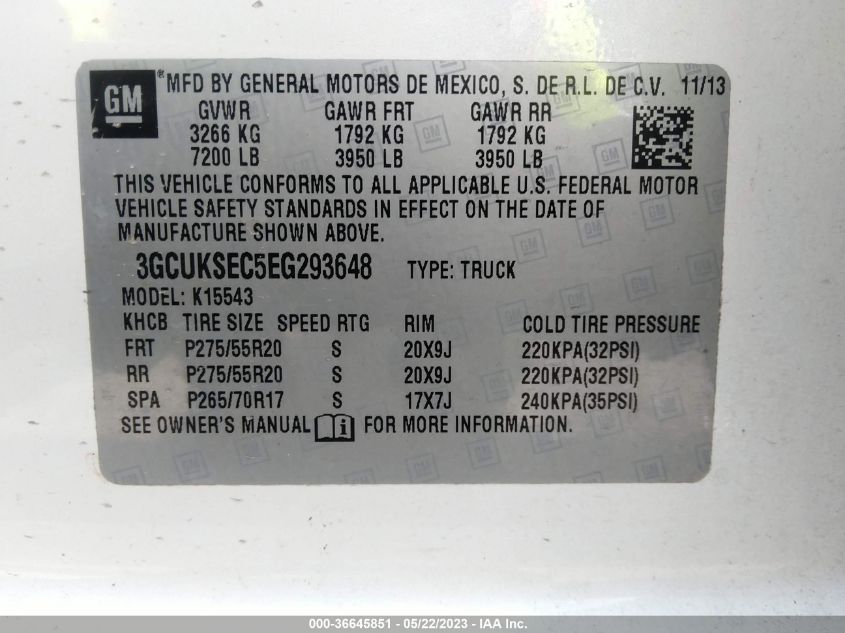 GM ® MFD BY GENERAL MOTORS DE MEXICO, S. DE R.L. DE C.V. 11/13
GVWR GAWR FRT GAWR RR
3266 KG 1792 KG 1792 KG
7200 LB 3950 LB 3950 LB
THIS VEHICLE CONFORMS TO ALL APPLICABLE U.S. FEDERAL MOTOR
VEHICLE SAFETY STANDARDS IN EFFECT ON THE DATE OF
MANUFACTURE SHOWN ABOVE.
3GCUKSEC5EG293648 TYPE: TRUCK
MODEL: K15543
KHCB TIRE SIZE SPEED RTG RIM COLD TIRE PRESSURE
FRT P275/55R20 S 20X9J 220KPA(32PSI)
RR P275/55R20 S 20X9J 220KPA(32PSI)
SPA P265/70R17 S 17X7J 240KPA(35PSI)
SEE OWNER'S MANUAL i FOR MORE INFORMATION.
000-36645851 - 05/22/2023 - IAA Inc.